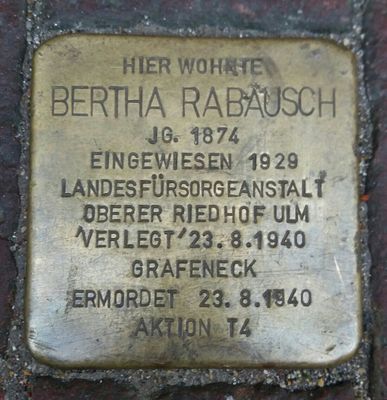 HIER WOHNTE
BERTHA RABAUSCH
JG. 1874
EINGEWIESEN 1929
LANDESFÜRSORGEANSTALT
OBERER RIEDHOF ULM
'VERLEGT' 23.8.1940
GRAFENECK
ERMORDET 23.8.1940
AKTION T4